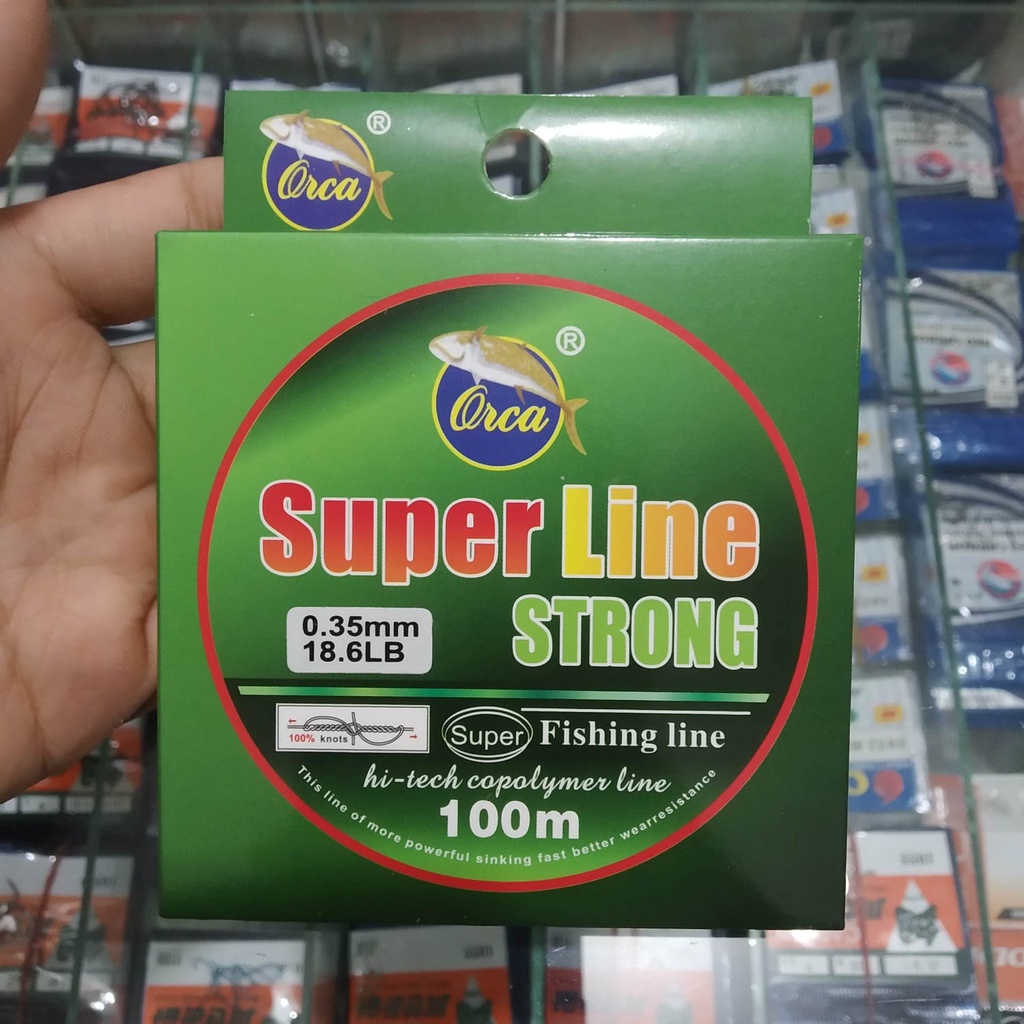 Orca ®
Orca ®
Super Line
STRONG
0.35mm
18.6LB
100% knots
Super Fishing line
hi-tech copolymer line
100m
This line of more powerful sinking fast better wearresistance